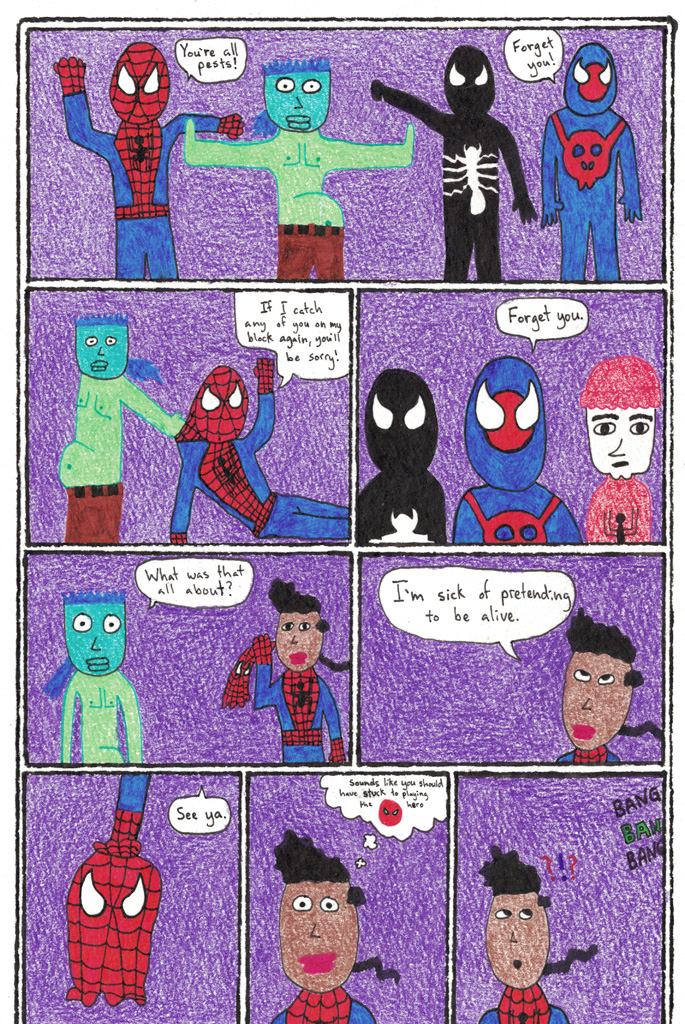 You're all
pests!
Forget
you!
If I catch
any of you on my
block again, you'll
be sorry!
Forget you.
What was that
all about?
I'm sick of pretending
to be alive.
See ya.
Sounds like you should
have stuck to playing
the hero
?!?
BANG
BAN
BANG